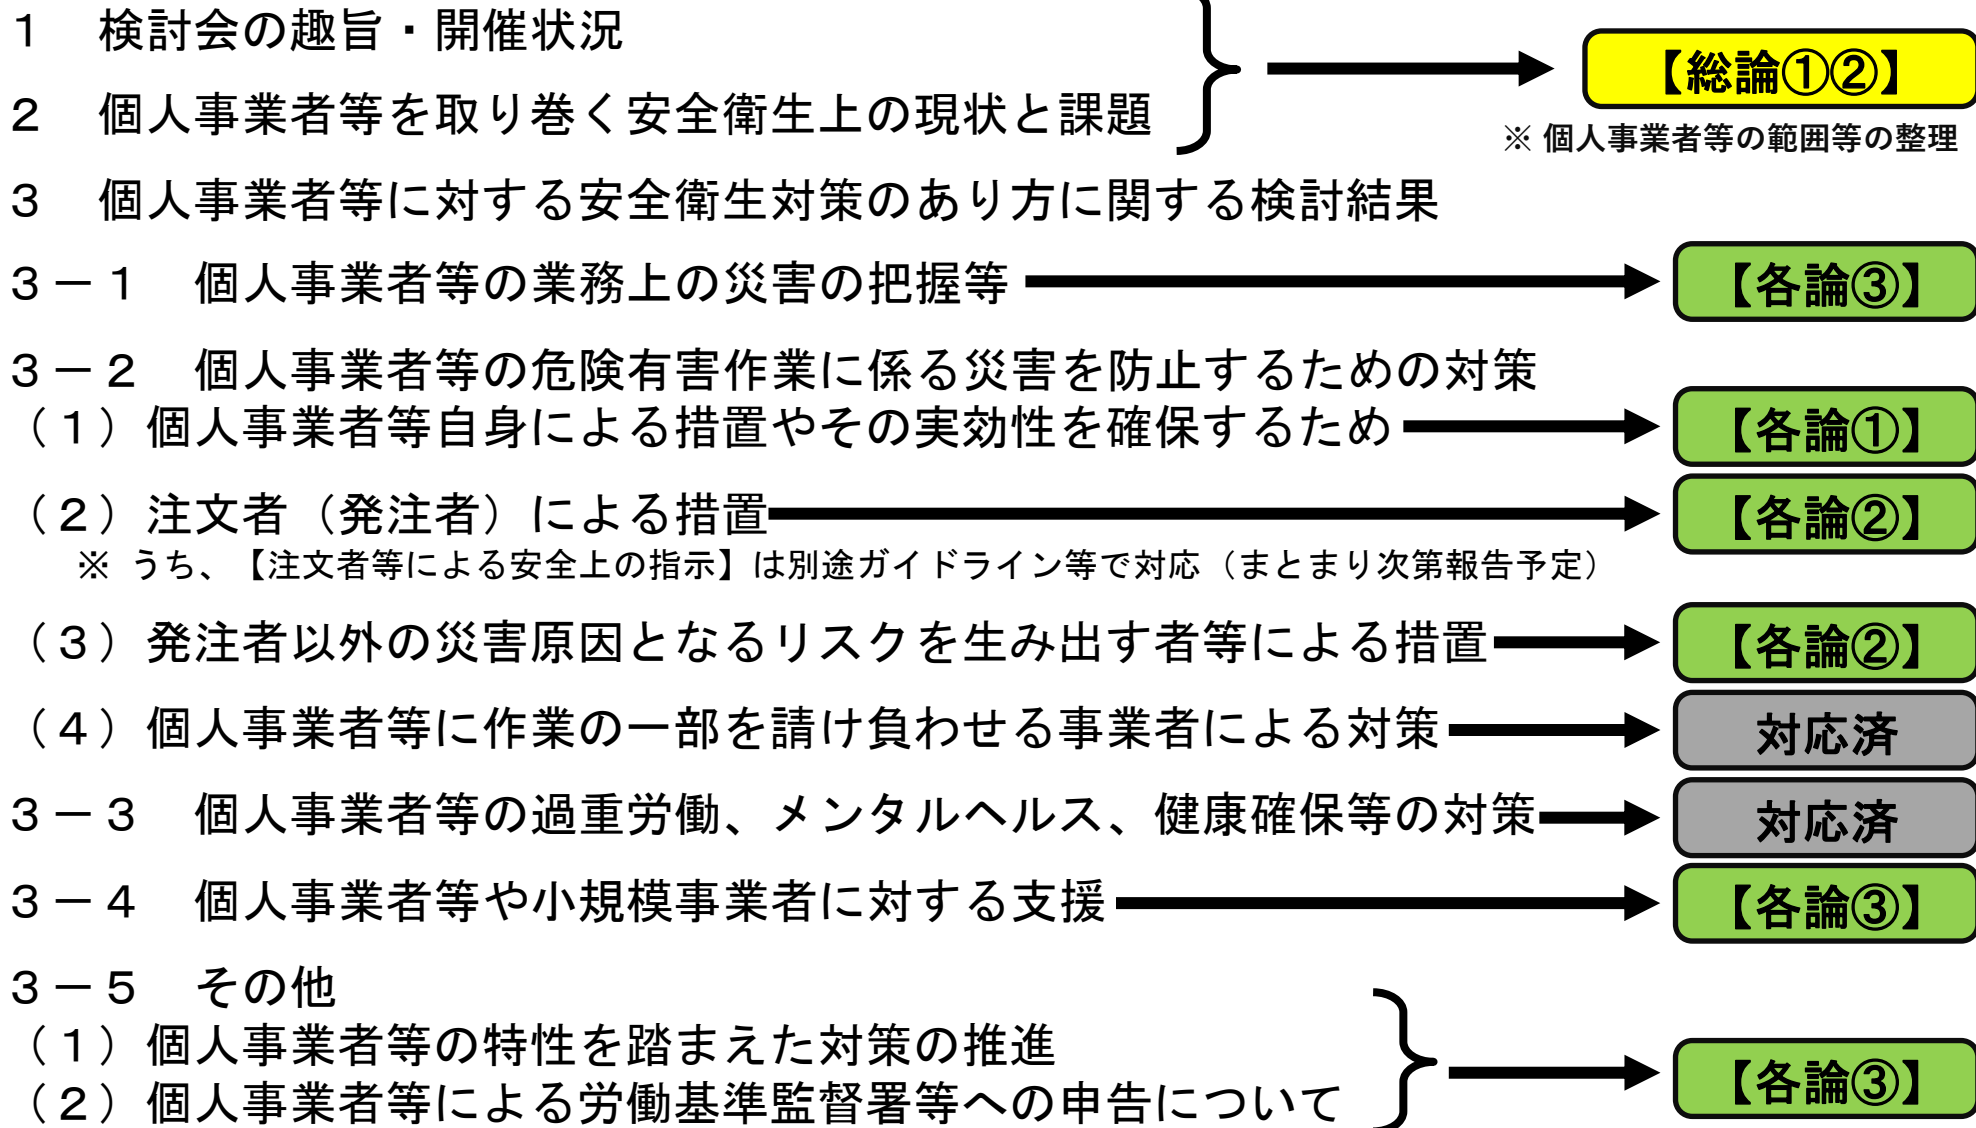 １　検討会の趣旨・開催状況
【総論①②】
２　個人事業者等を取り巻く安全衛生上の現状と課題
※ 個人事業者等の範囲等の整理
３　個人事業者等に対する安全衛生対策のあり方に関する検討結果
３－１　個人事業者等の業務上の災害の把握等
【各論③】
３－２　個人事業者等の危険有害作業に係る災害を防止するための対策
（１）個人事業者等自身による措置やその実効性を確保するため
【各論①】
（２）注文者（発注者）による措置
【各論②】
※ うち、【注文者等による安全上の指示】は別途ガイドライン等で対応（まとまり次第報告予定）
（３）発注者以外の災害原因となるリスクを生み出す者等による措置
【各論②】
（４）個人事業者等に作業の一部を請け負わせる事業者による対策
対応済
３－３　個人事業者等の過重労働、メンタルヘルス、健康確保等の対策
対応済
３－４　個人事業者等や小規模事業者に対する支援
【各論③】
３－５　その他
（１）個人事業者等の特性を踏まえた対策の推進
（２）個人事業者等による労働基準監督署等への申告について
【各論③】